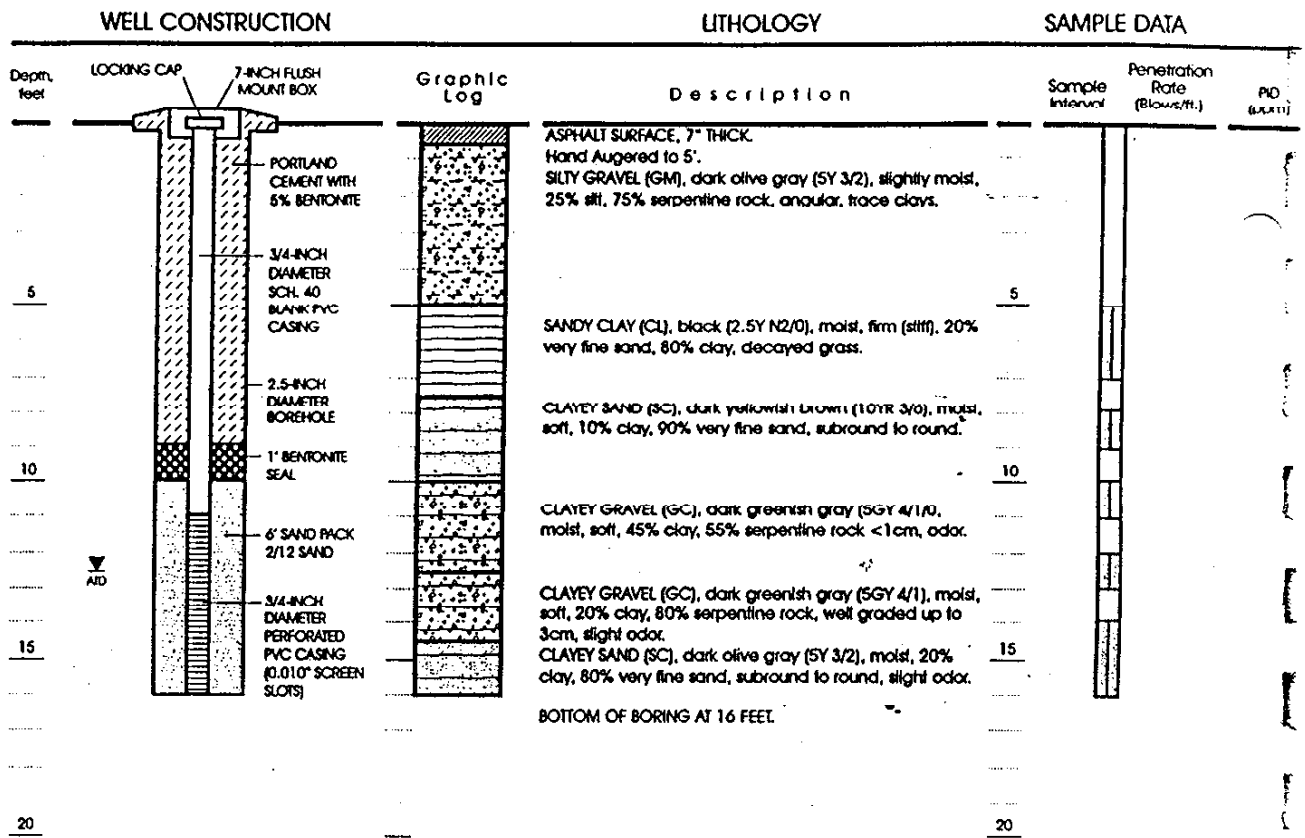 WELL CONSTRUCTION
LITHOLOGY
SAMPLE DATA
Depth,
feet
LOCKING CAP
7-INCH FLUSH
MOUNT BOX
Graphic
Log
Description
Sample
Interval
Penetration
Rate
(Blows/ft.)
PID
(ppm)
PORTLAND
CEMENT WITH
5% BENTONITE
3/4-INCH
DIAMETER
SCH. 40
BLANK PVC
CASING
2.5-INCH
DIAMETER
BOREHOLE
1' BENTONITE
SEAL
6' SAND PACK
2/12 SAND
3/4-INCH
DIAMETER
PERFORATED
PVC CASING
(0.010" SCREEN
SLOTS)
5
10
ATD
15
20
ASPHALT SURFACE, 7" THICK.
Hand Augered to 5'.
SILTY GRAVEL (GM), dark olive gray (5Y 3/2), slightly moist,
25% silt, 75% serpentine rock, angular, trace clays.
SANDY CLAY (CL), black (2.5Y N2/0), moist, firm (stiff), 20%
very fine sand, 80% clay, decayed grass.
CLAYEY SAND (SC), dark yellowish brown (10YR 3/6), moist,
soft, 10% clay, 90% very fine sand, subround to round.
CLAYEY GRAVEL (GC), dark greenish gray (5GY 4/1/0,
moist, soft, 45% clay, 55% serpentine rock <1cm, odor.
CLAYEY GRAVEL (GC), dark greenish gray (5GY 4/1), moist,
soft, 20% clay, 80% serpentine rock, well graded up to
3cm, slight odor.
CLAYEY SAND (SC), dark olive gray (5Y 3/2), moist, 20%
clay, 80% very fine sand, subround to round, slight odor.
BOTTOM OF BORING AT 16 FEET.
5
10
15
20